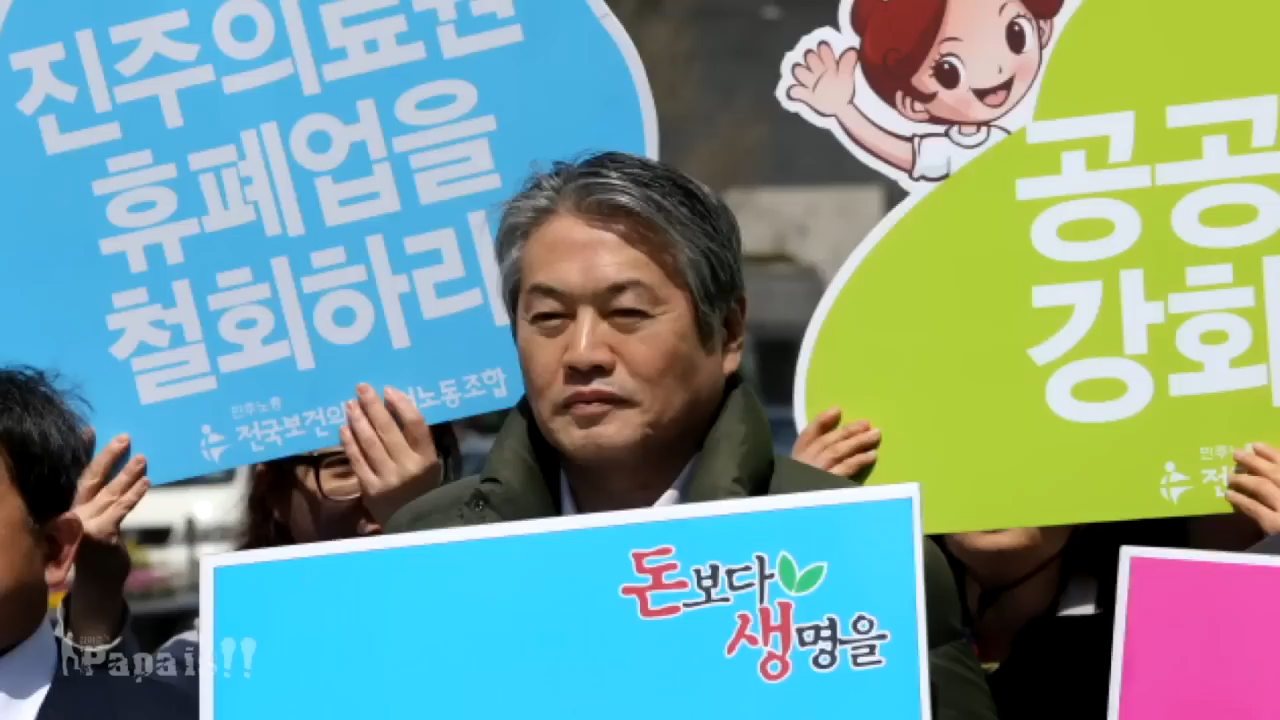 진주의료원
휴폐업을
철회하라
민주노총
전국보건의 노동조합
공공
강화
돈보다
생명을
Papais!!